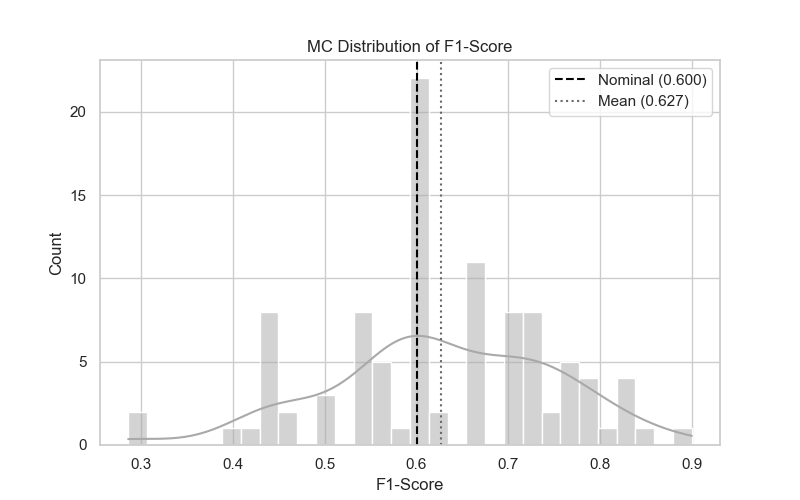 MC Distribution of F1-Score
Nominal (0.600)
Mean (0.627)
Count
20
15
10
5
0
0.3 0.4 0.5 0.6 0.7 0.8 0.9
F1-Score